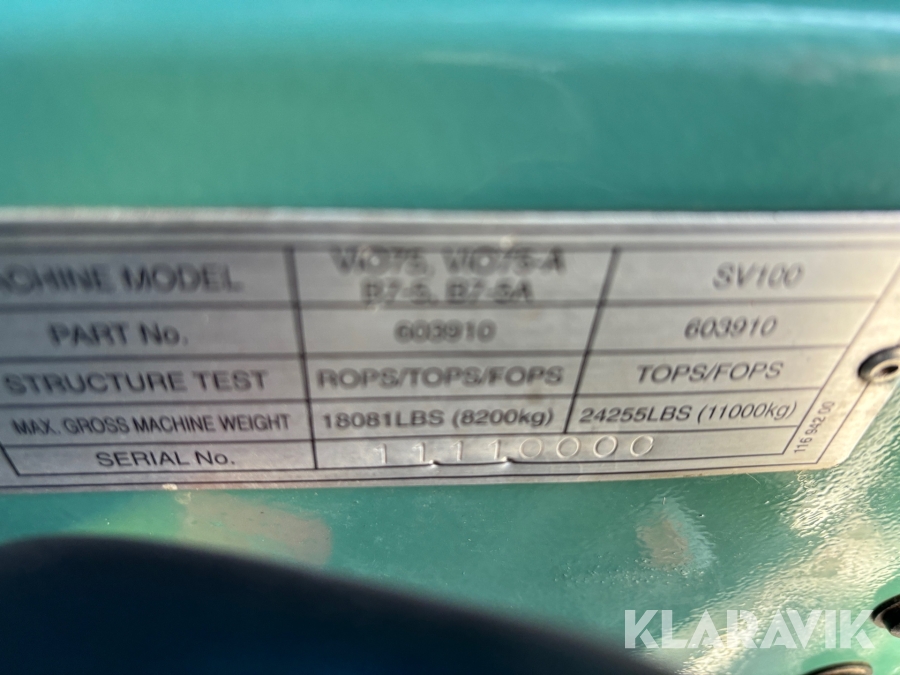 MACHINE MODEL ViO75, ViO75-A SV100
B7-5, B7-5A
PART No. 603910 603910
STRUCTURE TEST ROPS/TOPS/FOPS TOPS/FOPS
MAX. GROSS MACHINE WEIGHT 18081LBS (8200kg) 24255LBS (11000kg)
SERIAL No. 11110000
116 942 00
KLARAVIK